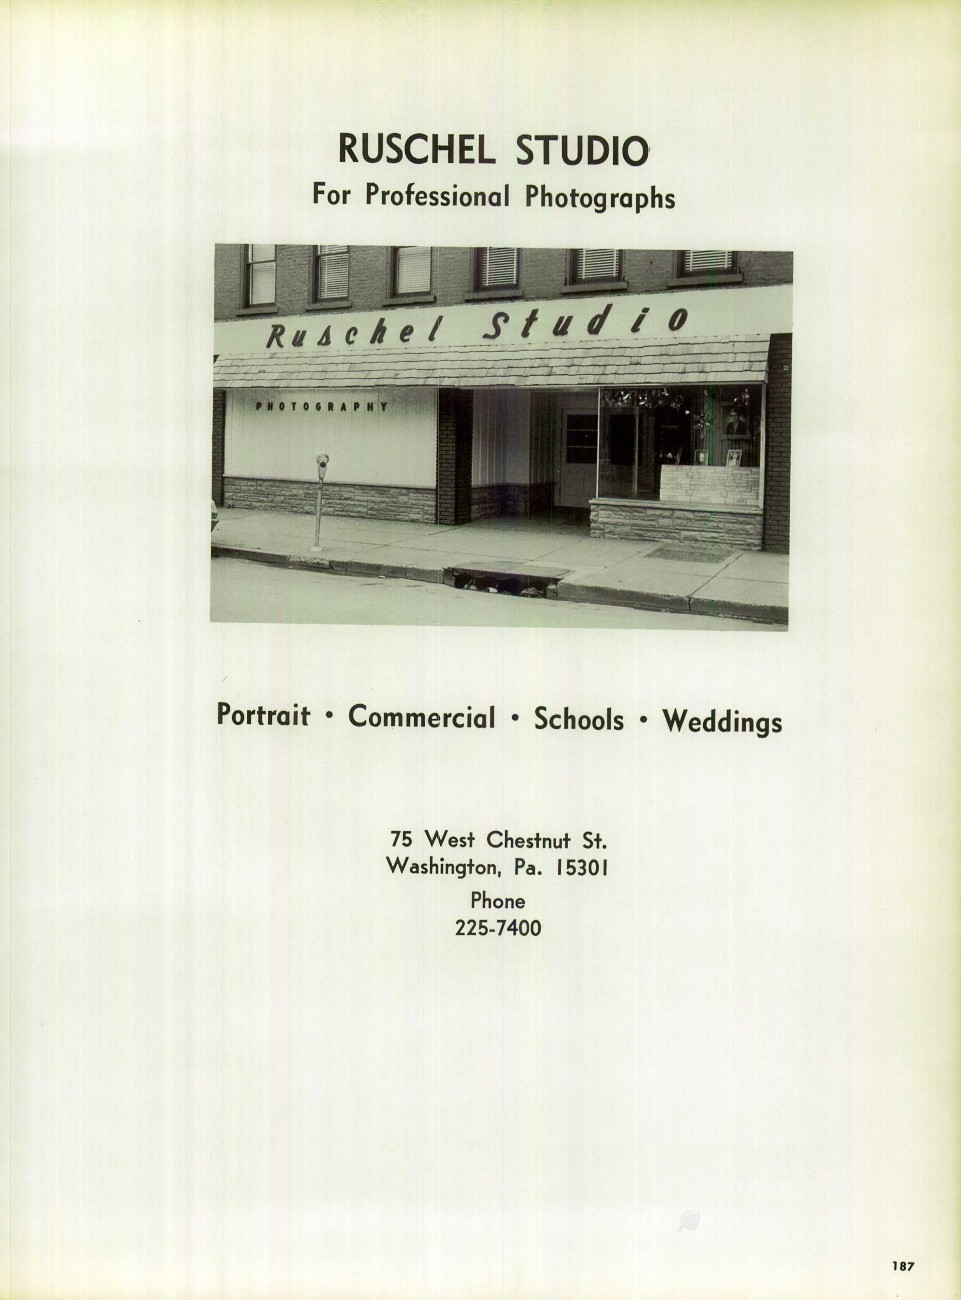 RUSCHEL STUDIO
For Professional Photographs
Ruschel Studio
PHOTOGRAPHY
Portrait • Commercial • Schools • Weddings
75 West Chestnut St.
Washington, Pa. 15301
Phone
225-7400
187